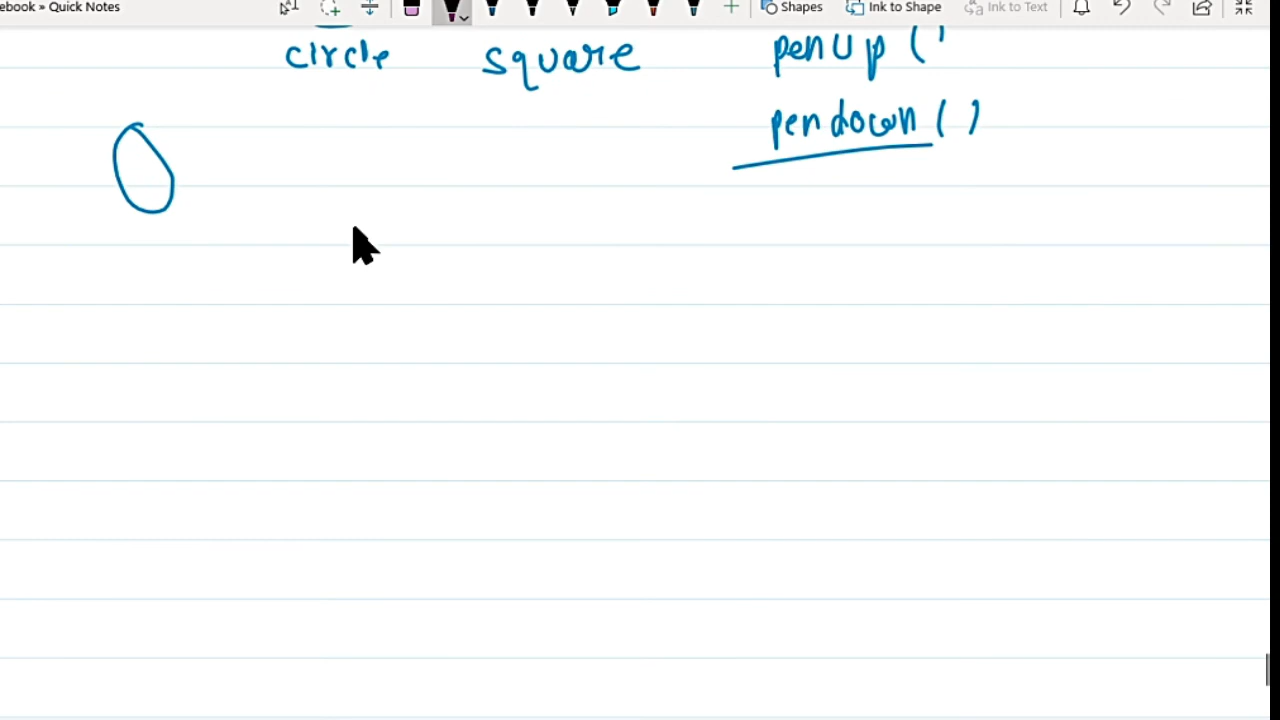 ebook » Quick Notes
Shapes
Ink to Shape
Ink to Text
circle square penup (
pendown ( )